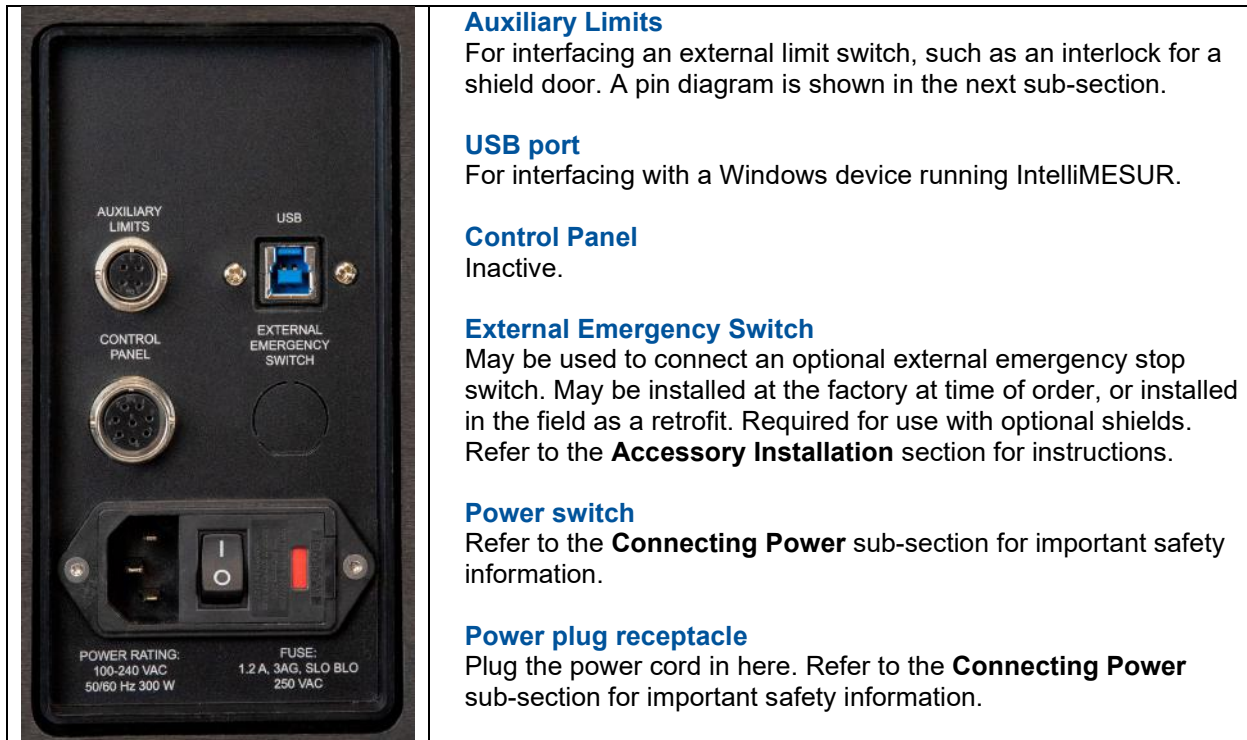 AUXILIARY
LIMITS
USB
CONTROL
PANEL
EXTERNAL
EMERGENCY
SWITCH
I
O
POWER RATING:
100-240 VAC
50/60 Hz 300 W
FUSE:
1.2 A, 3AG, SLO BLO
250 VAC
Auxiliary Limits
For interfacing an external limit switch, such as an interlock for a
shield door. A pin diagram is shown in the next sub-section.
USB port
For interfacing with a Windows device running IntelliMESUR.
Control Panel
Inactive.
External Emergency Switch
May be used to connect an optional external emergency stop
switch. May be installed at the factory at time of order, or installed
in the field as a retrofit. Required for use with optional shields.
Refer to the Accessory Installation section for instructions.
Power switch
Refer to the Connecting Power sub-section for important safety
information.
Power plug receptacle
Plug the power cord in here. Refer to the Connecting Power
sub-section for important safety information.